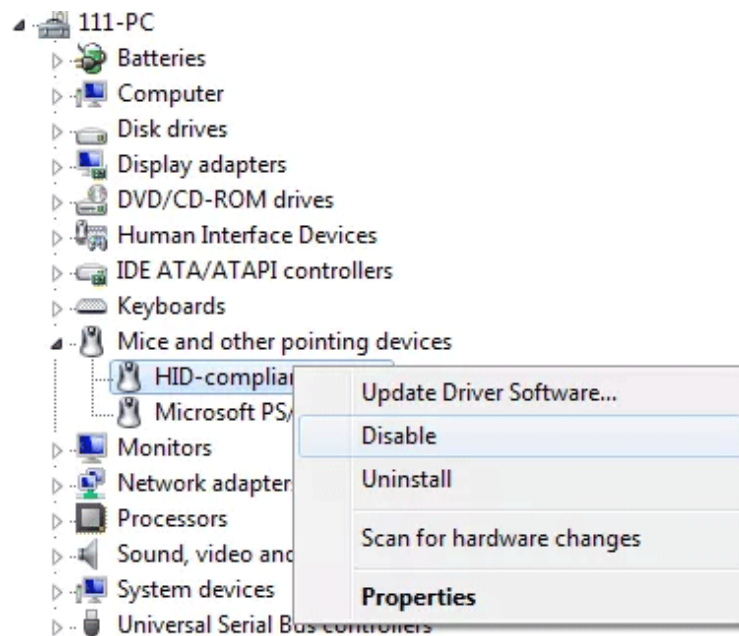 111-PC
Batteries
Computer
Disk drives
Display adapters
DVD/CD-ROM drives
Human Interface Devices
IDE ATA/ATAPI controllers
Keyboards
Mice and other pointing devices
HID-complian
Microsoft PS/
Monitors
Network adapter
Processors
Sound, video and
System devices
Universal Serial Bus controllers
Update Driver Software...
Disable
Uninstall
Scan for hardware changes
Properties